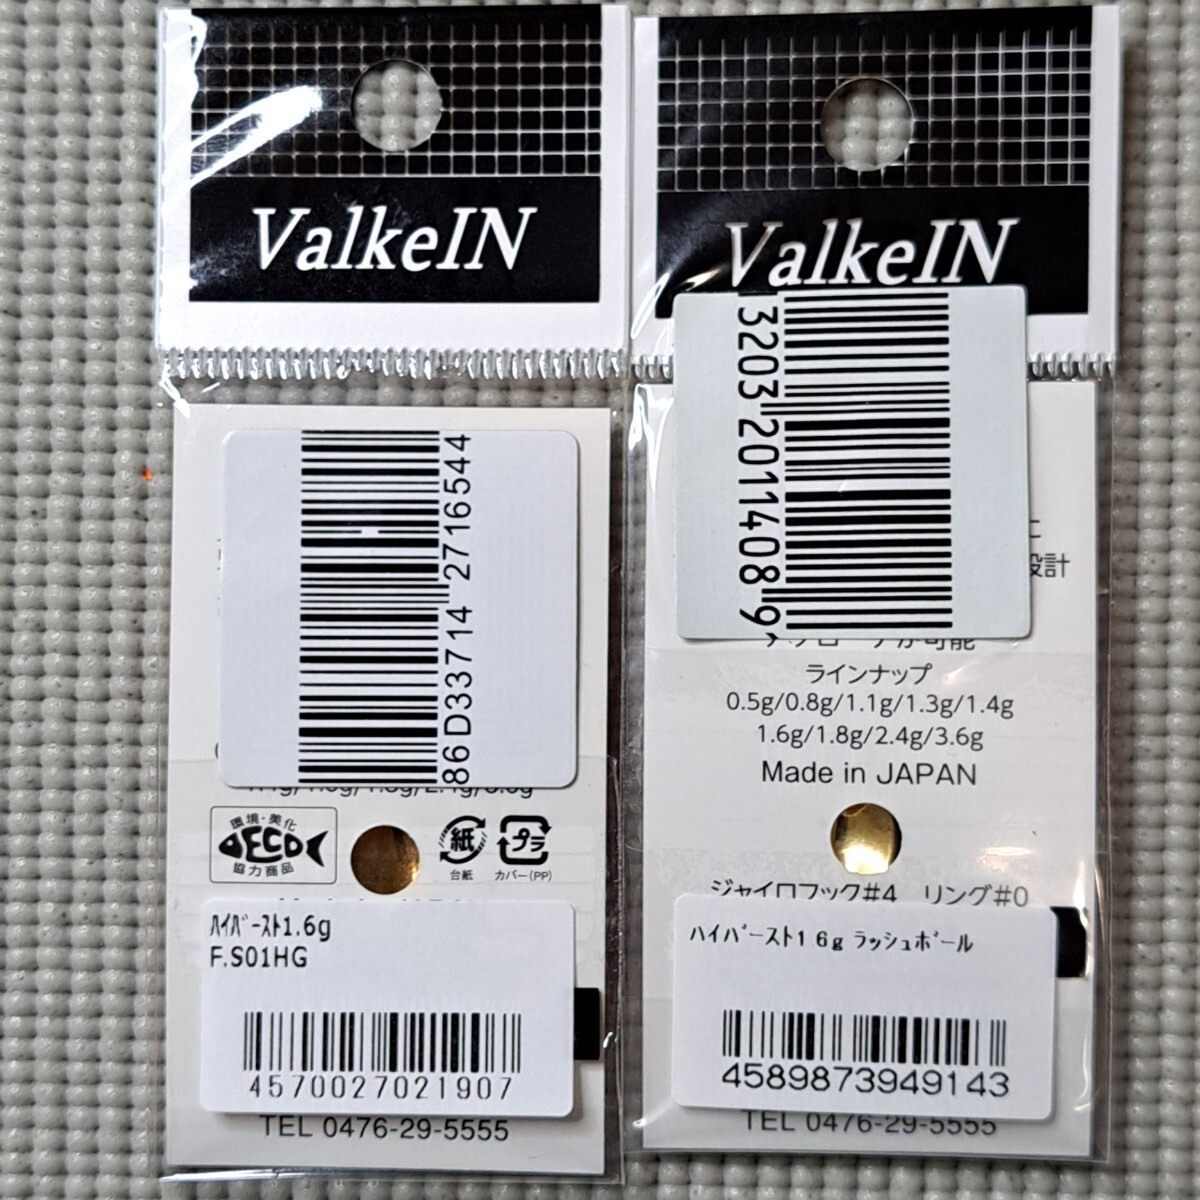 ValkeIN
86D33714 2716544
環境・美化
ECO
協力商品
紙
台紙
プラ
カバー(PP)
ﾊｲﾊﾞｰｽﾄ1.6g
F.S01HG
4570027021907
TEL 0476-29-5555
ValkeIN
3203 2011408 9
設計
が可能
ラインナップ
0.5g/0.8g/1.1g/1.3g/1.4g
1.6g/1.8g/2.4g/3.6g
Made in JAPAN
ジャイロフック#4 リング#0
ﾊｲﾊﾞｰｽﾄ1 6g ﾗｯｼｭﾎﾞｰﾙ
4589873949143
TEL 0476-29-5555